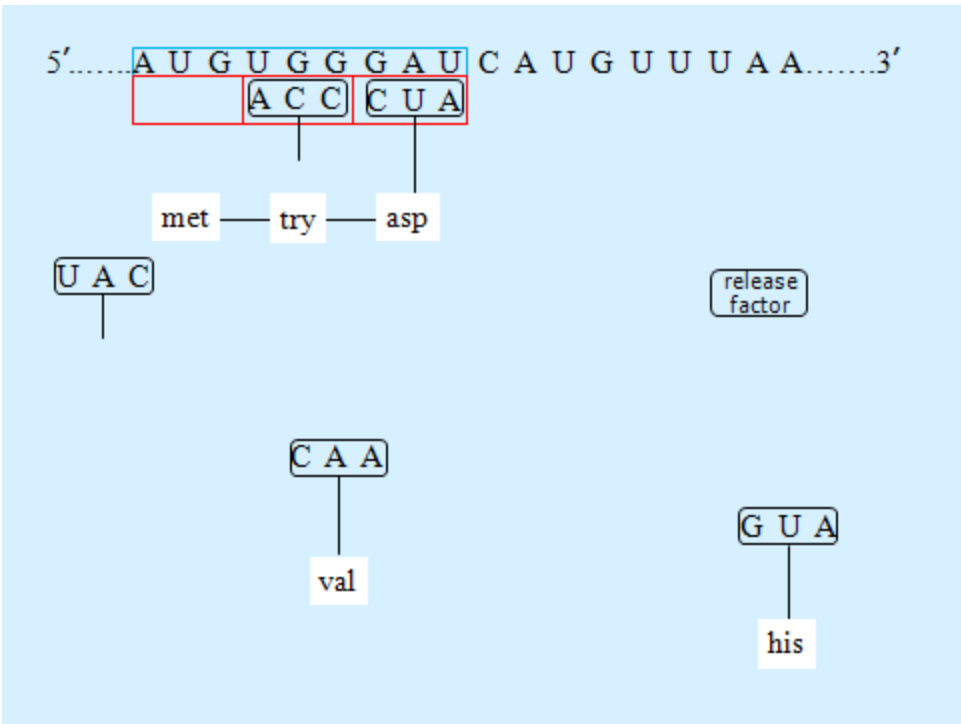 5′.......A U G U G G G A U C A U G U U U A A.......3′
A C C C U A
met try asp
U A C
release
factor
C A A
G U A
val
his